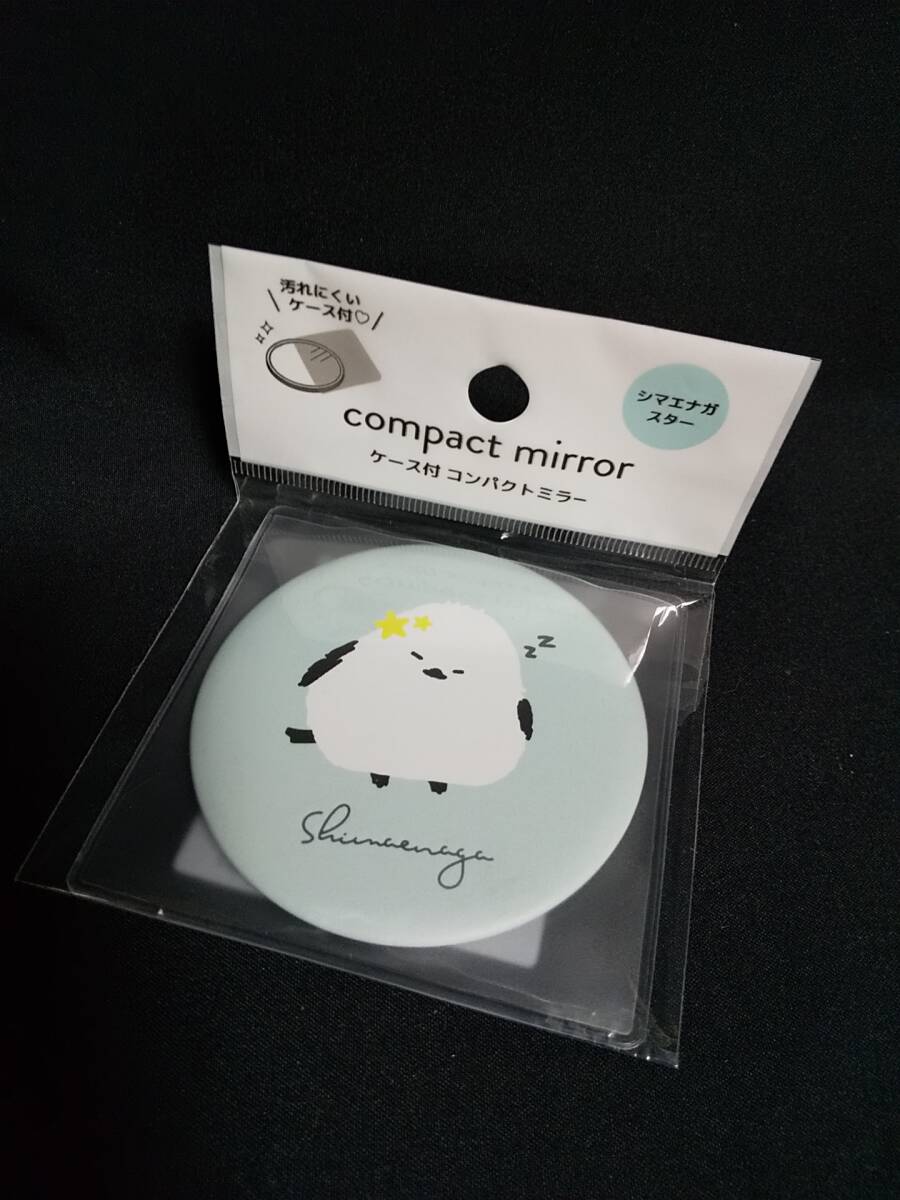 汚れにくい
ケース付♡
シマエナガ
スター
compact mirror
ケース付 コンパクトミラー
zz
Shimaenaga